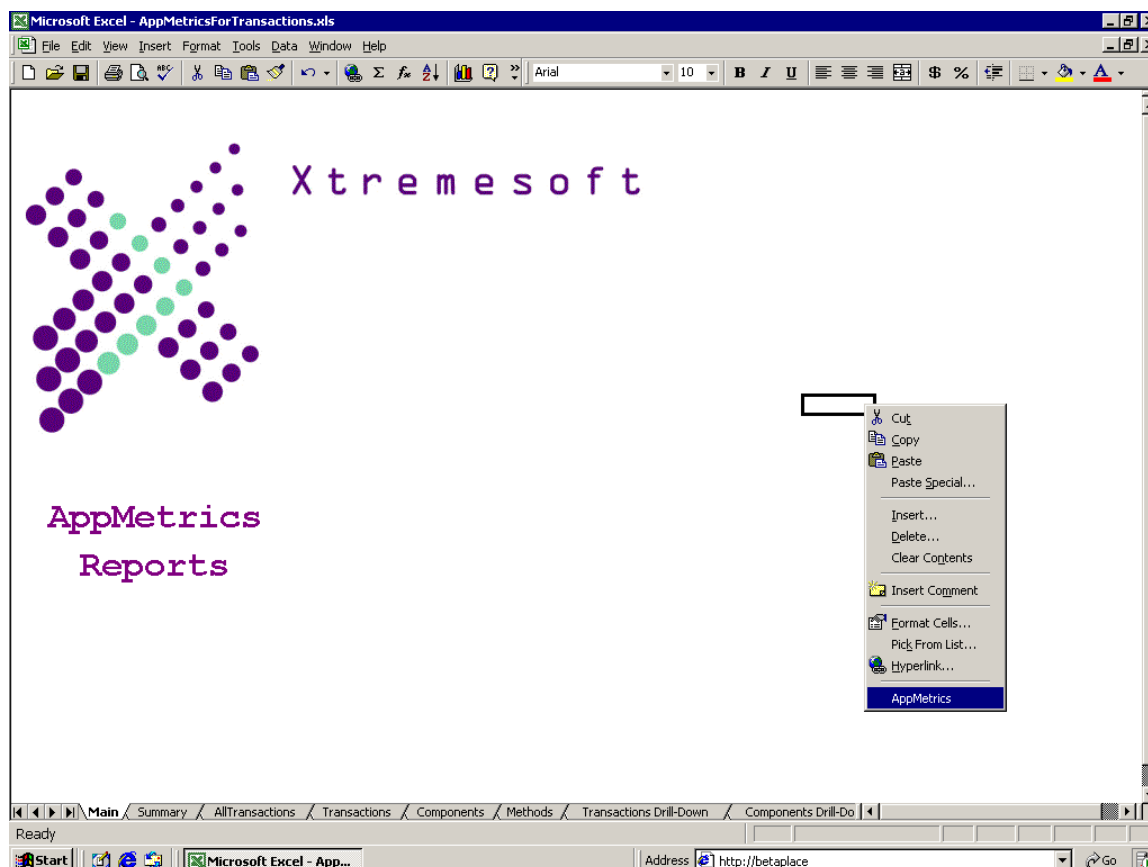 Microsoft Excel - AppMetricsForTransactions.xls
File Edit View Insert Format Tools Data Window Help
Arial 10 B I U $ %
Xtremesoft
AppMetrics
Reports
Cut
Copy
Paste
Paste Special...
Insert...
Delete...
Clear Contents
Insert Comment
Format Cells...
Pick From List...
Hyperlink...
AppMetrics
Main Summary AllTransactions Transactions Components Methods Transactions Drill-Down Components Drill-Do
Ready
Start Microsoft Excel - App... Address http://betaplace Go